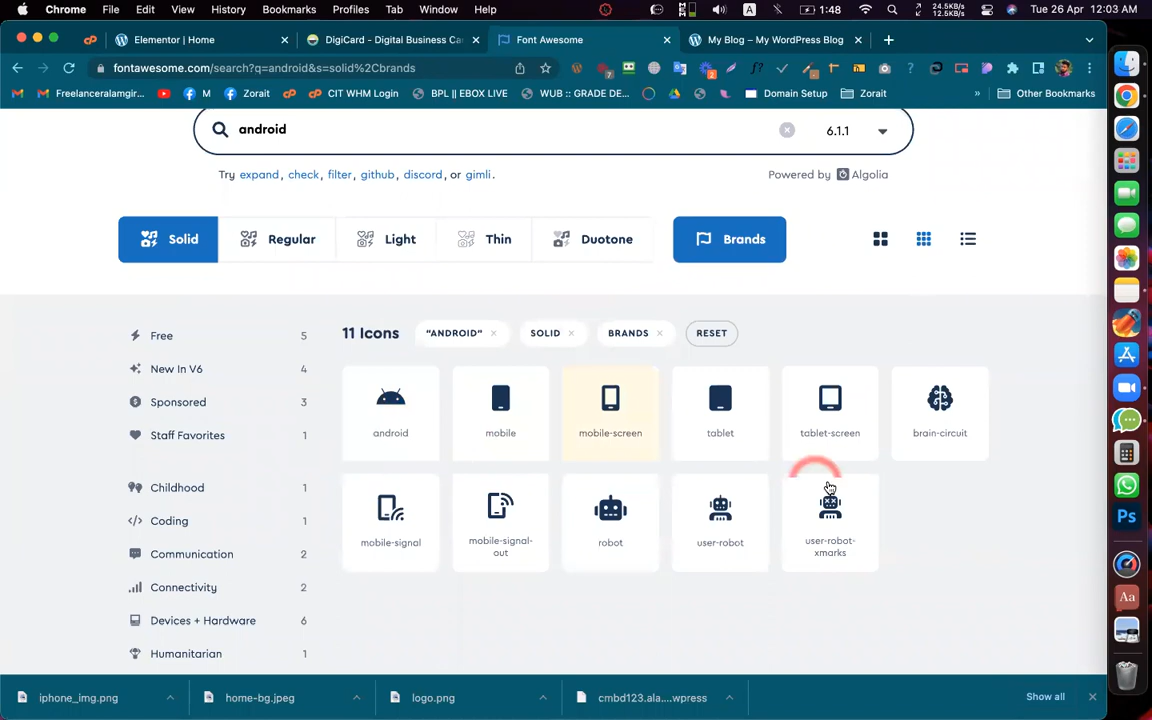 Chrome File Edit View History Bookmarks Profiles Tab Window Help 1:48 A 24.5KB/s 12.5KB/s Tue 26 Apr 12:03 AM
Elementor | Home DigiCard - Digital Business Ca Font Awesome My Blog – My WordPress Blog
fontawesome.com/search?q=android&s=solid%2Cbrands
Freelanceralamgir... M Zorait CIT WHM Login BPL || EBOX LIVE WUB :: GRADE DE... Domain Setup Zorait » Other Bookmarks
android 6.1.1
Try expand, check, filter, github, discord, or gimli. Powered by Algolia
Solid Regular Light Thin Duotone Brands
Free 5
New In V6 4
Sponsored 3
Staff Favorites 1
Childhood 1
Coding 1
Communication 2
Connectivity 2
Devices + Hardware 6
Humanitarian 1
11 Icons "ANDROID" SOLID BRANDS RESET
android mobile mobile-screen tablet tablet-screen brain-circuit
mobile-signal mobile-signal-out robot user-robot user-robot-xmarks
Ps
Aa
iphone_img.png home-bg.jpeg logo.png cmbd123.ala....wpress Show all